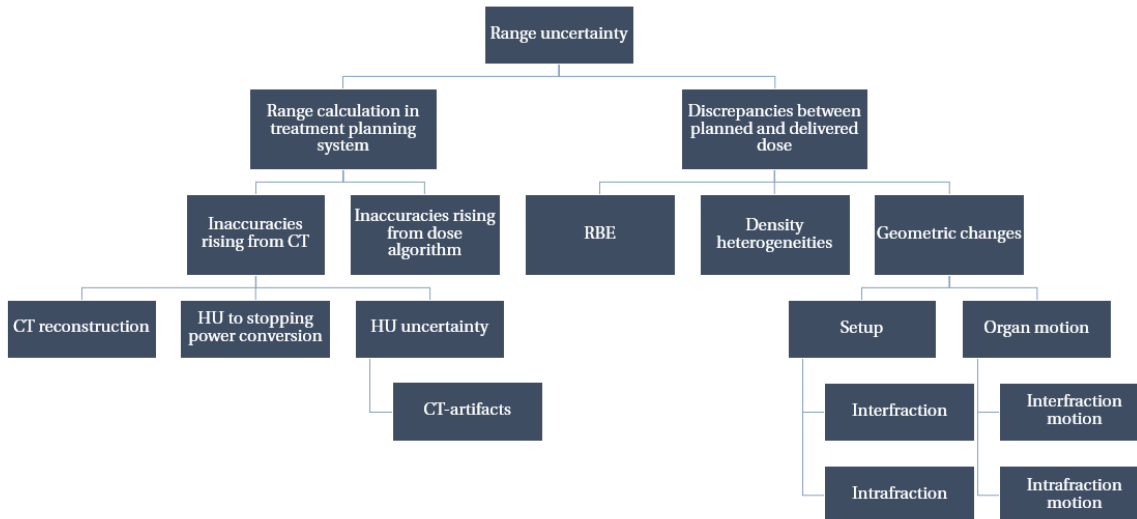 Range uncertainty
Range calculation in
treatment planning
system
Discrepancies between
planned and delivered
dose
Inaccuracies
rising from CT
Inaccuracies rising
from dose
algorithm
RBE
Density
heterogeneities
Geometric changes
CT reconstruction
HU to stopping
power conversion
HU uncertainty
Setup
Organ motion
CT-artifacts
Interfraction
Interfraction
motion
Intrafraction
Intrafraction
motion